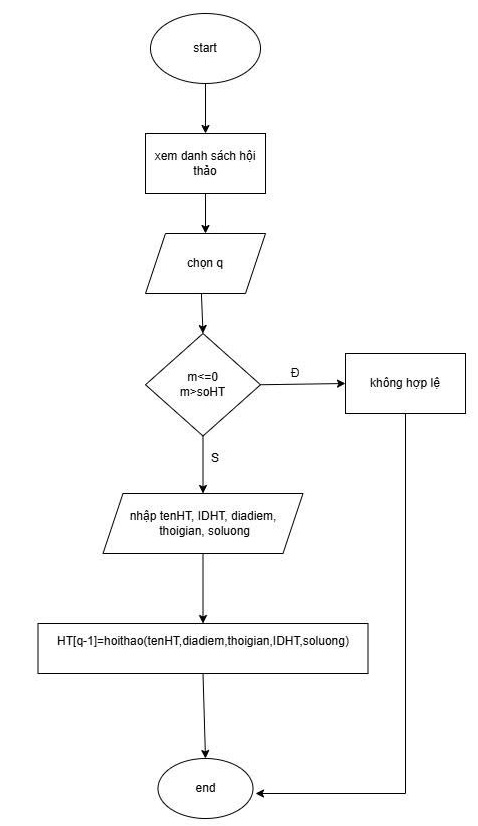 start
xem danh sách hội
thảo
chọn q
m<=0
m>soHT
Đ
không hợp lệ
S
nhập tenHT, IDHT, diadiem,
thoigian, soluong
HT[q-1]=hoithao(tenHT,diadiem,thoigian,IDHT,soluong)
end